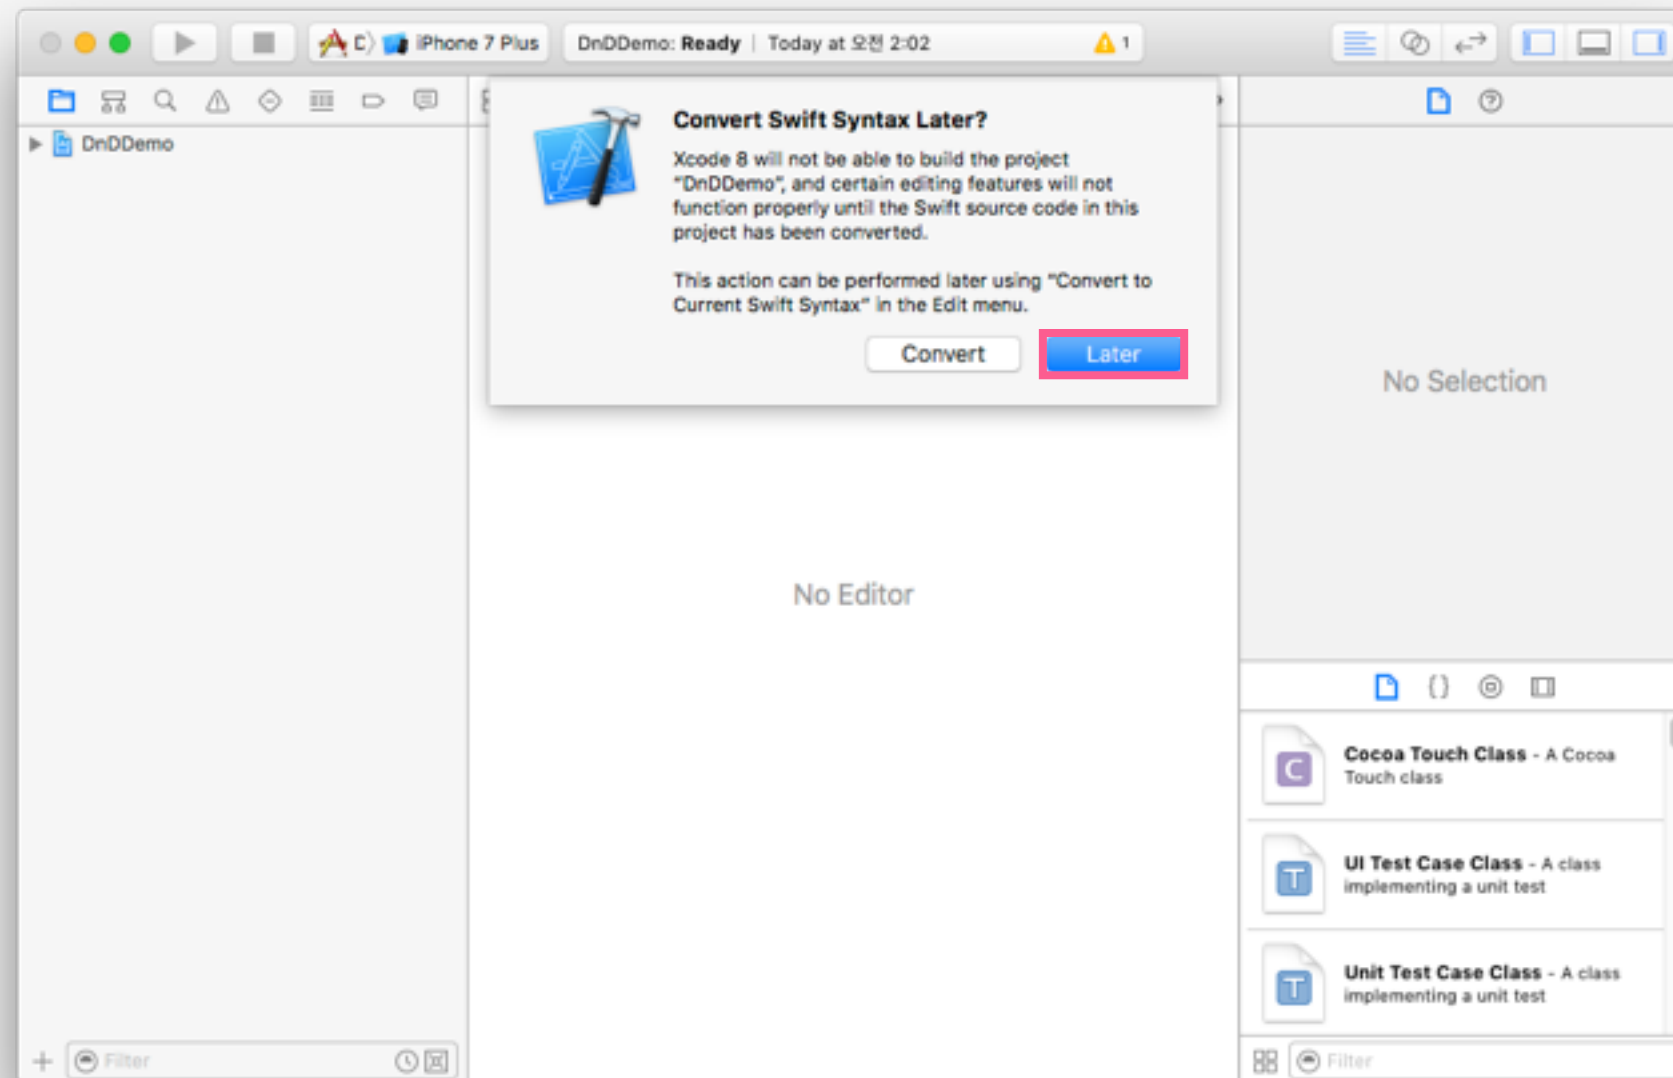 D
iPhone 7 Plus
DnDDemo: Ready | Today at 오전 2:02
1
DnDDemo
Convert Swift Syntax Later?
Xcode 8 will not be able to build the project
“DnDDemo”, and certain editing features will not
function properly until the Swift source code in this
project has been converted.
This action can be performed later using “Convert to
Current Swift Syntax” in the Edit menu.
Convert
Later
No Selection
No Editor
{}
C
Cocoa Touch Class - A Cocoa
Touch class
T
UI Test Case Class - A class
implementing a unit test
T
Unit Test Case Class - A class
implementing a unit test
Filter
Filter